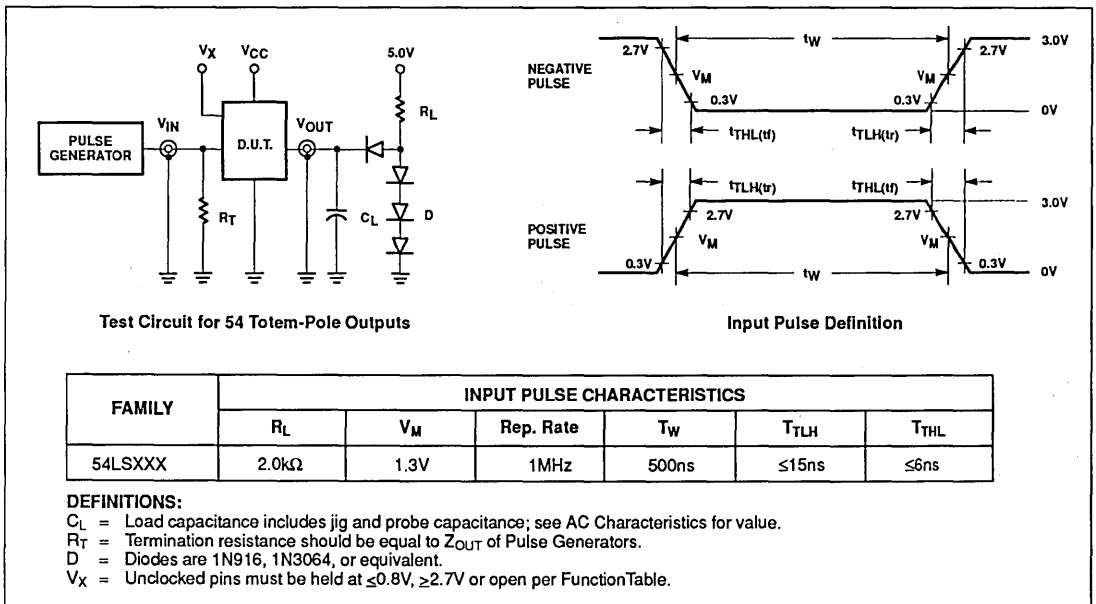 VX
VCC
5.0V
RL
VIN
VOUT
PULSE
GENERATOR
D.U.T.
RT
CL
D
Test Circuit for 54 Totem-Pole Outputs
NEGATIVE
PULSE
2.7V
tW
2.7V
3.0V
VM
VM
0.3V
0.3V
0V
tTHL(tf)
tTLH(tr)
tTLH(tr)
tTHL(tf)
POSITIVE
PULSE
2.7V
2.7V
3.0V
VM
VM
0.3V
tW
0.3V
0V
Input Pulse Definition
FAMILY
INPUT PULSE CHARACTERISTICS
RL VM Rep. Rate TW TTLH TTHL
54LSXXX 2.0kΩ 1.3V 1MHz 500ns ≤15ns ≤6ns
DEFINITIONS:
CL = Load capacitance includes jig and probe capacitance; see AC Characteristics for value.
RT = Termination resistance should be equal to ZOUT of Pulse Generators.
D = Diodes are 1N916, 1N3064, or equivalent.
VX = Unclocked pins must be held at ≤0.8V, ≥2.7V or open per FunctionTable.